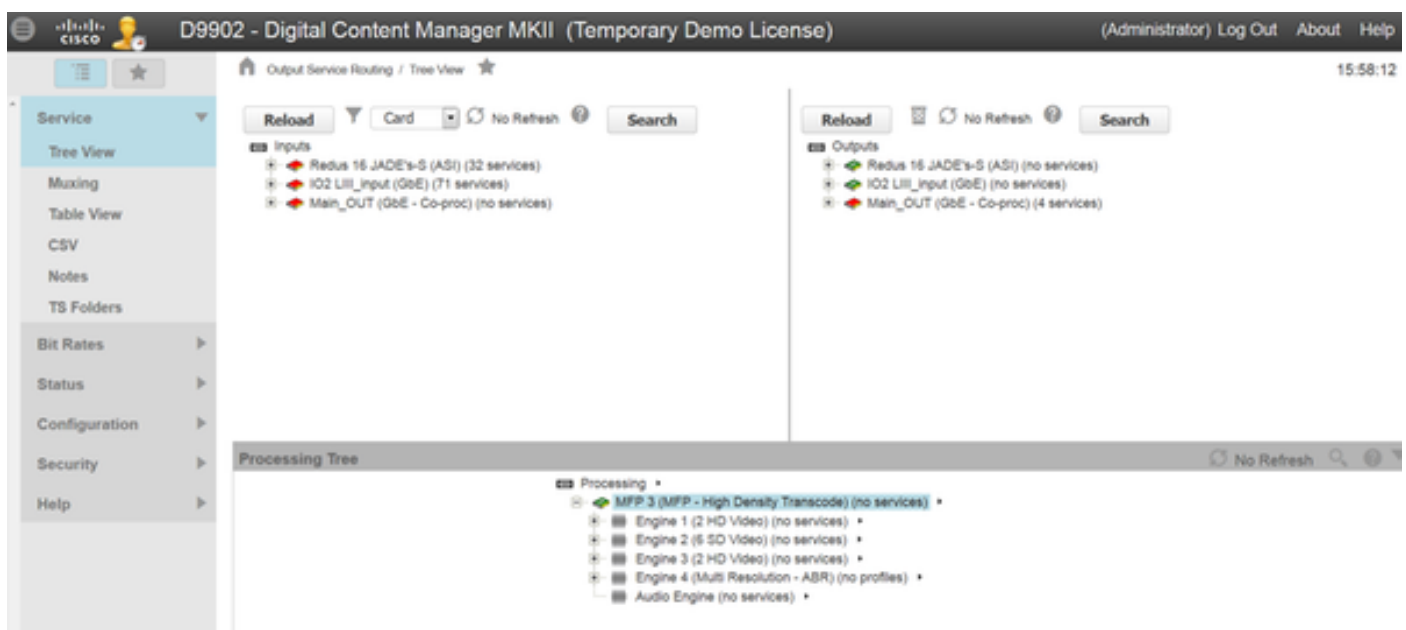 CISCO D9902 - Digital Content Manager MKII (Temporary Demo License) (Administrator) Log Out About Help
Output Service Routing / Tree View 15:58:12
Service
Tree View
Muxing
Table View
CSV
Notes
TS Folders
Bit Rates
Status
Configuration
Security
Help
Reload Card No Refresh Search
Inputs
Redus 16 JADE's-S (ASI) (32 services)
IO2 LIII_input (GbE) (71 services)
Main_OUT (GbE - Co-proc) (no services)
Reload No Refresh Search
Outputs
Redus 16 JADE's-S (ASI) (no services)
IO2 LIII_input (GbE) (no services)
Main_OUT (GbE - Co-proc) (4 services)
Processing Tree No Refresh
Processing
MFP 3 (MFP - High Density Transcode) (no services)
Engine 1 (2 HD Video) (no services)
Engine 2 (6 SD Video) (no services)
Engine 3 (2 HD Video) (no services)
Engine 4 (Multi Resolution - ABR) (no profiles)
Audio Engine (no services)